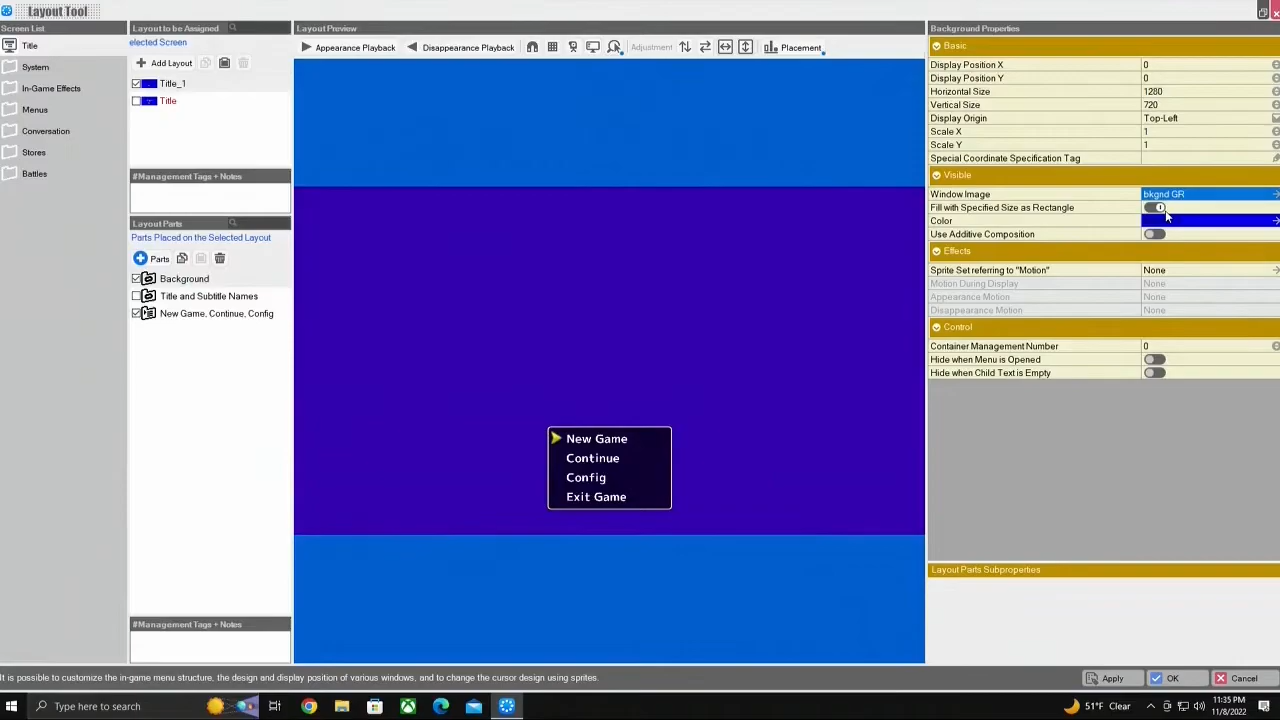 Layout Tool
Screen List
Title
System
In-Game Effects
Menus
Conversation
Stores
Battles
Layout to be Assigned
elected Screen
Add Layout
Title_1
Title
#Management Tags + Notes
Layout Parts
Parts Placed on the Selected Layout
Parts
Background
Title and Subtitle Names
New Game, Continue, Config
#Management Tags + Notes
Layout Preview
Appearance Playback
Disappearance Playback
Adjustment
Placement
New Game
Continue
Config
Exit Game
Background Properties
Basic
Display Position X 0
Display Position Y 0
Horizontal Size 1280
Vertical Size 720
Display Origin Top-Left
Scale X 1
Scale Y 1
Special Coordinate Specification Tag
Visible
Window Image bkgnd GR
Fill with Specified Size as Rectangle
Color
Use Additive Composition
Effects
Sprite Set referring to "Motion" None
Motion During Display None
Appearance Motion None
Disappearance Motion None
Control
Container Management Number 0
Hide when Menu is Opened
Hide when Child Text is Empty
Layout Parts Subproperties
It is possible to customize the in-game menu structure, the design and display position of various windows, and to change the cursor design using sprites.
Apply
OK
Cancel
Type here to search
51°F Clear
11:35 PM
11/8/2022